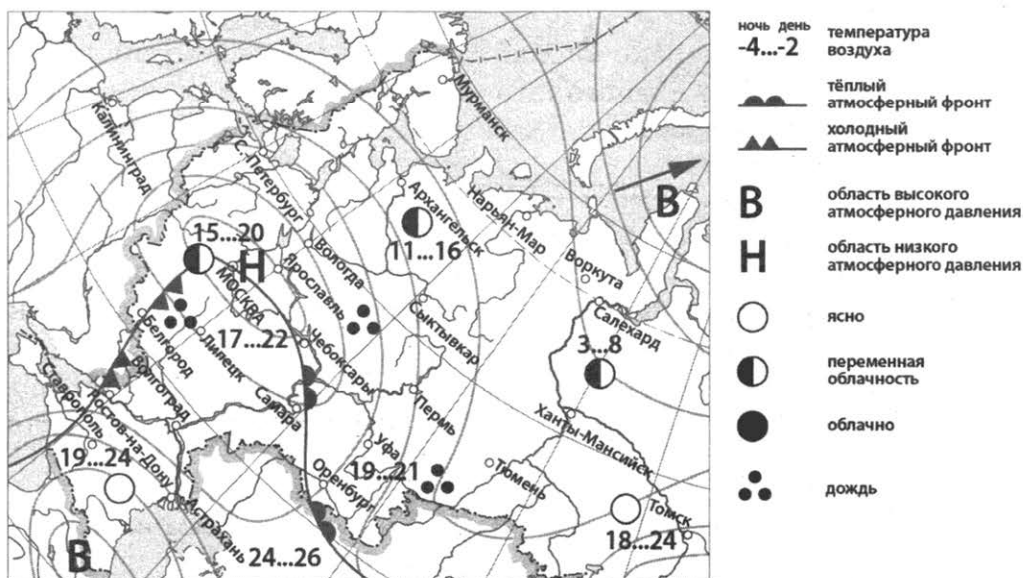 Калининград
С.-Петербург
Мурманск
Архангельск
Нарьян-Мар
В
11...16
Воркута
15...20
Н
Вологда
Ярославль
МОСКВА
Сыктывкар
Салехард
3...8
Белгород
Липецк
17...22
Чебоксары
Волгоград
Самара
Пермь
Ханты-Мансийск
Ставрополь
Ростов-на-Дону
19...24
Уфа
19...21
Оренбург
Тюмень
Астрахань
24...26
Томск
18...24
В
ночь день
-4...-2
температура
воздуха
тёплый
атмосферный фронт
холодный
атмосферный фронт
В
область высокого
атмосферного давления
Н
область низкого
атмосферного давления
ясно
переменная
облачность
облачно
дождь